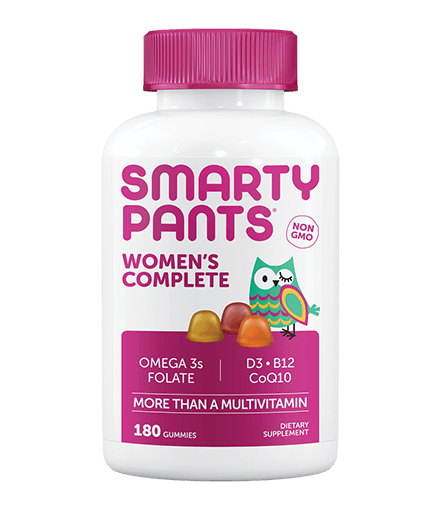 SMARTY
PANTS®
NON
GMO
WOMEN'S
COMPLETE
OMEGA 3s
FOLATE
D3 • B12
CoQ10
MORE THAN A MULTIVITAMIN
180 GUMMIES
DIETARY
SUPPLEMENT